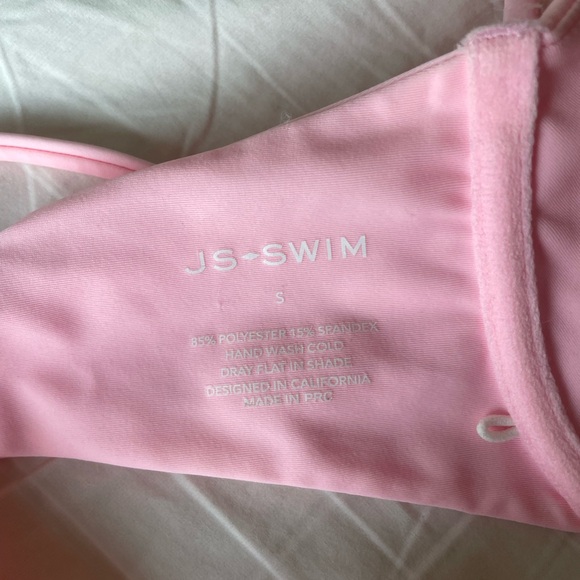 JS◆SWIM
S
85% POLYESTER 15% SPANDEX
HAND WASH COLD
DRAY FLAT IN SHADE
DESIGNED IN CALIFORNIA
MADE IN PRC